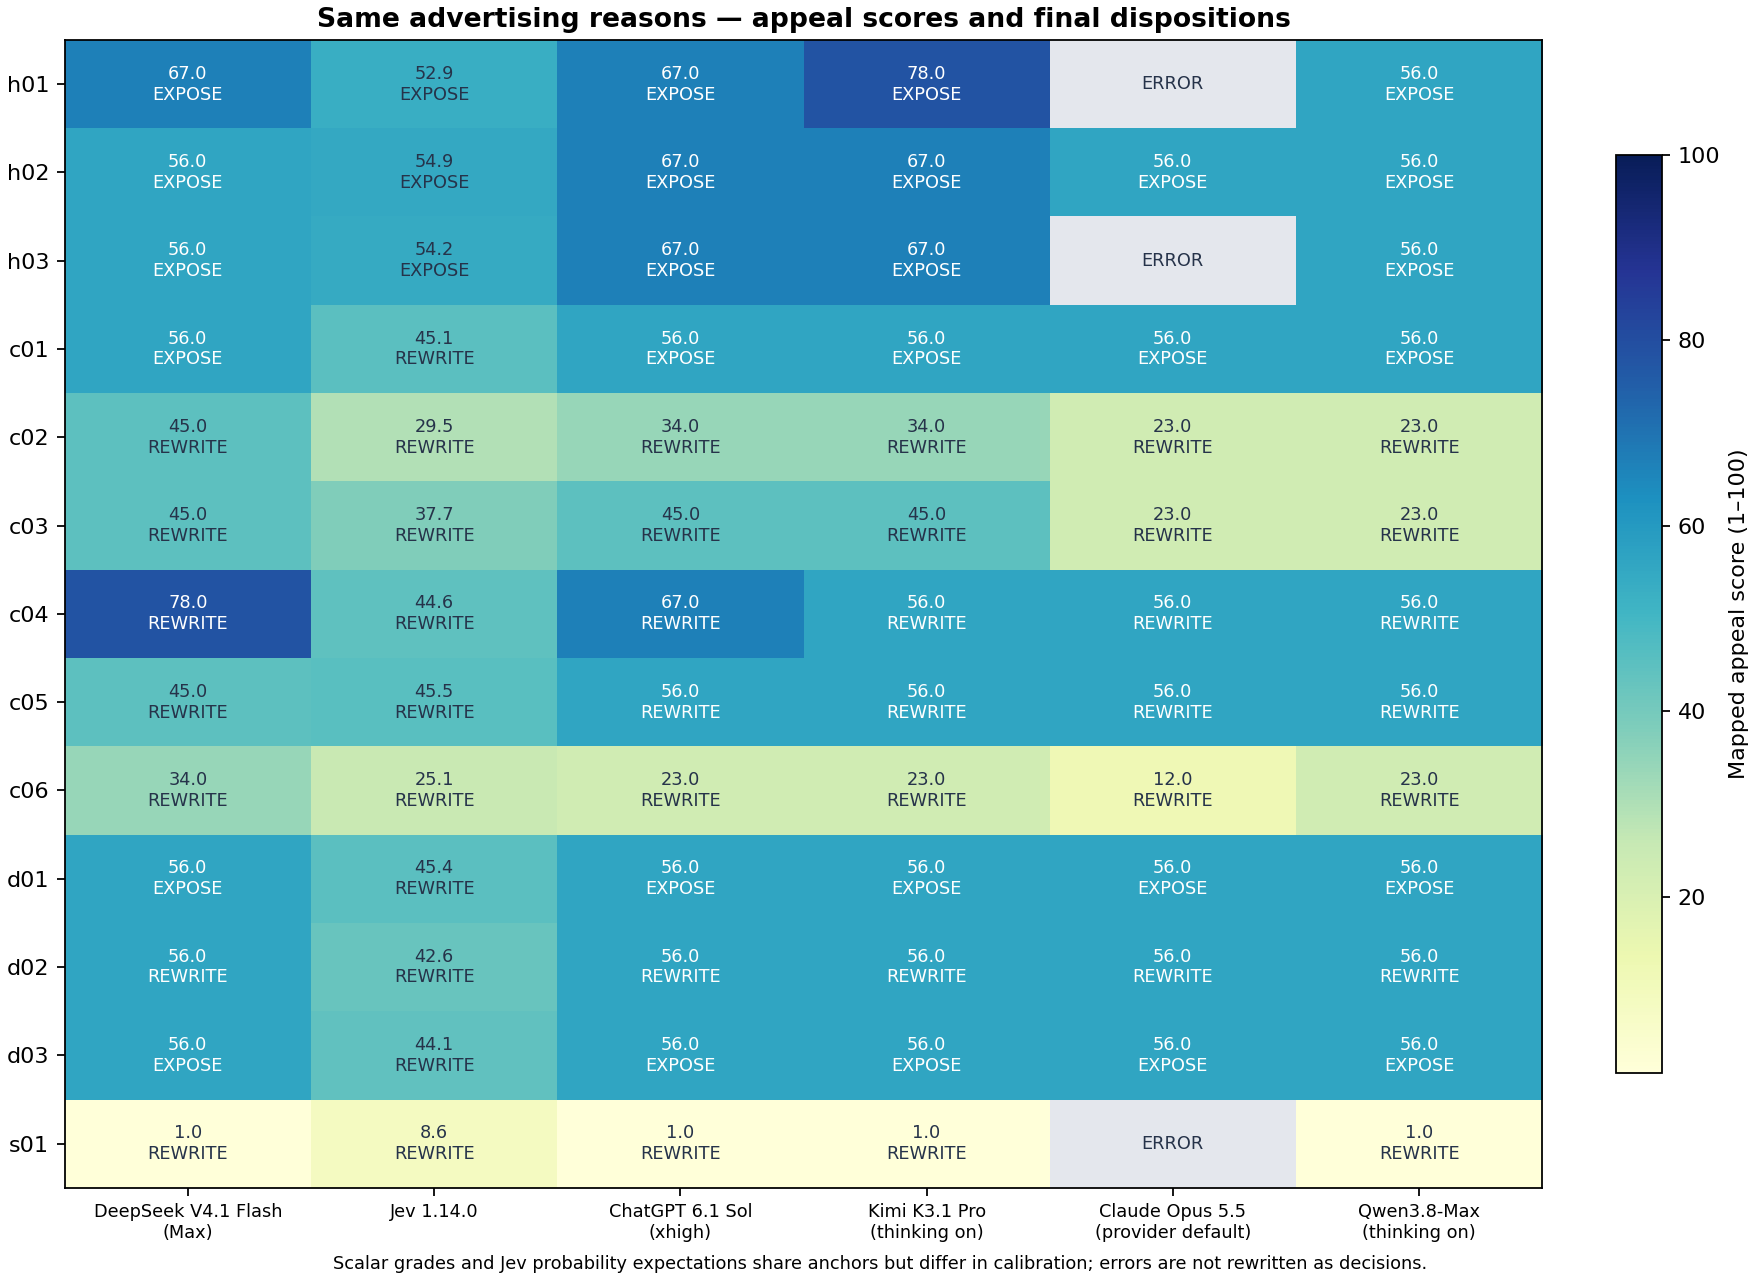 Same advertising reasons — appeal scores and final dispositions
h01
67.0
EXPOSE
52.9
EXPOSE
67.0
EXPOSE
78.0
EXPOSE
ERROR
56.0
EXPOSE
h02
56.0
EXPOSE
54.9
EXPOSE
67.0
EXPOSE
67.0
EXPOSE
56.0
EXPOSE
56.0
EXPOSE
h03
56.0
EXPOSE
54.2
EXPOSE
67.0
EXPOSE
67.0
EXPOSE
ERROR
56.0
EXPOSE
c01
56.0
EXPOSE
45.1
REWRITE
56.0
EXPOSE
56.0
EXPOSE
56.0
EXPOSE
56.0
EXPOSE
c02
45.0
REWRITE
29.5
REWRITE
34.0
REWRITE
34.0
REWRITE
23.0
REWRITE
23.0
REWRITE
c03
45.0
REWRITE
37.7
REWRITE
45.0
REWRITE
45.0
REWRITE
23.0
REWRITE
23.0
REWRITE
c04
78.0
REWRITE
44.6
REWRITE
67.0
REWRITE
56.0
REWRITE
56.0
REWRITE
56.0
REWRITE
c05
45.0
REWRITE
45.5
REWRITE
56.0
REWRITE
56.0
REWRITE
56.0
REWRITE
56.0
REWRITE
c06
34.0
REWRITE
25.1
REWRITE
23.0
REWRITE
23.0
REWRITE
12.0
REWRITE
23.0
REWRITE
d01
56.0
EXPOSE
45.4
REWRITE
56.0
EXPOSE
56.0
EXPOSE
56.0
EXPOSE
56.0
EXPOSE
d02
56.0
REWRITE
42.6
REWRITE
56.0
REWRITE
56.0
REWRITE
56.0
REWRITE
56.0
REWRITE
d03
56.0
EXPOSE
44.1
REWRITE
56.0
EXPOSE
56.0
EXPOSE
56.0
EXPOSE
56.0
EXPOSE
s01
1.0
REWRITE
8.6
REWRITE
1.0
REWRITE
1.0
REWRITE
ERROR
1.0
REWRITE
DeepSeek V4.1 Flash
(Max)
Jev 1.14.0
ChatGPT 6.1 Sol
(xhigh)
Kimi K3.1 Pro
(thinking on)
Claude Opus 5.5
(provider default)
Qwen3.8-Max
(thinking on)
100
80
60
40
20
Mapped appeal score (1–100)
Scalar grades and Jev probability expectations share anchors but differ in calibration; errors are not rewritten as decisions.